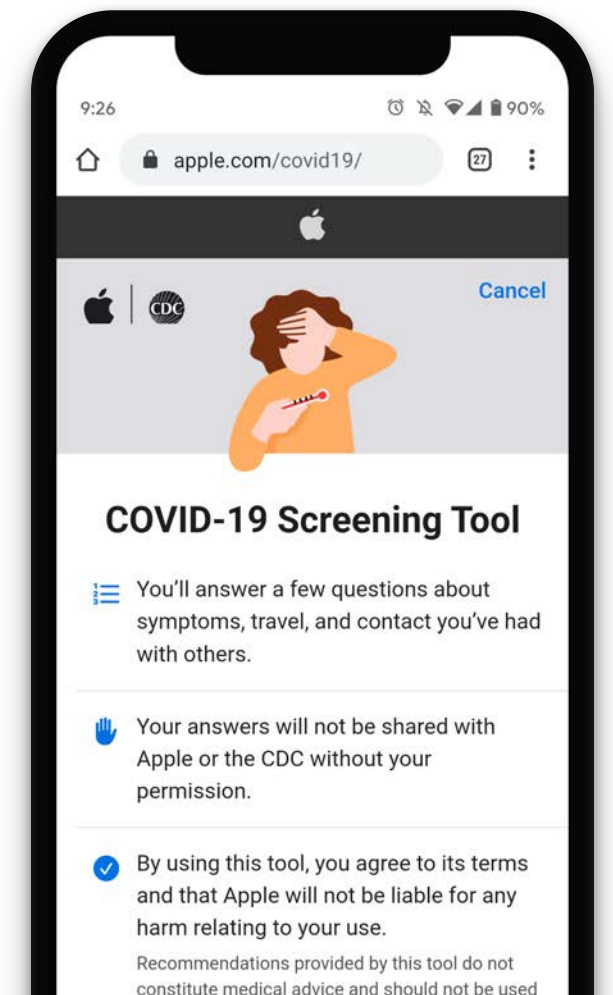 9:26
90%
apple.com/covid19/
27
CDC
Cancel
COVID-19 Screening Tool
1
2
3
You’ll answer a few questions about
symptoms, travel, and contact you’ve had
with others.
Your answers will not be shared with
Apple or the CDC without your
permission.
By using this tool, you agree to its terms
and that Apple will not be liable for any
harm relating to your use.
Recommendations provided by this tool do not
constitute medical advice and should not be used